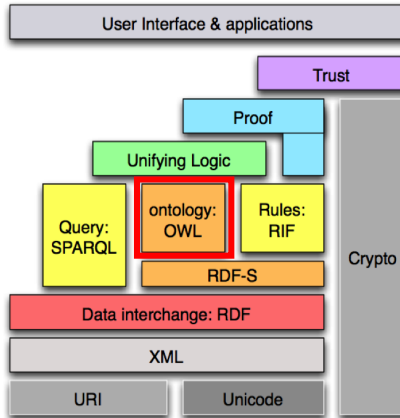 User Interface & applications
Trust
Proof
Unifying Logic
Query:
SPARQL
ontology:
OWL
Rules:
RIF
Crypto
RDF-S
Data interchange: RDF
XML
URI
Unicode